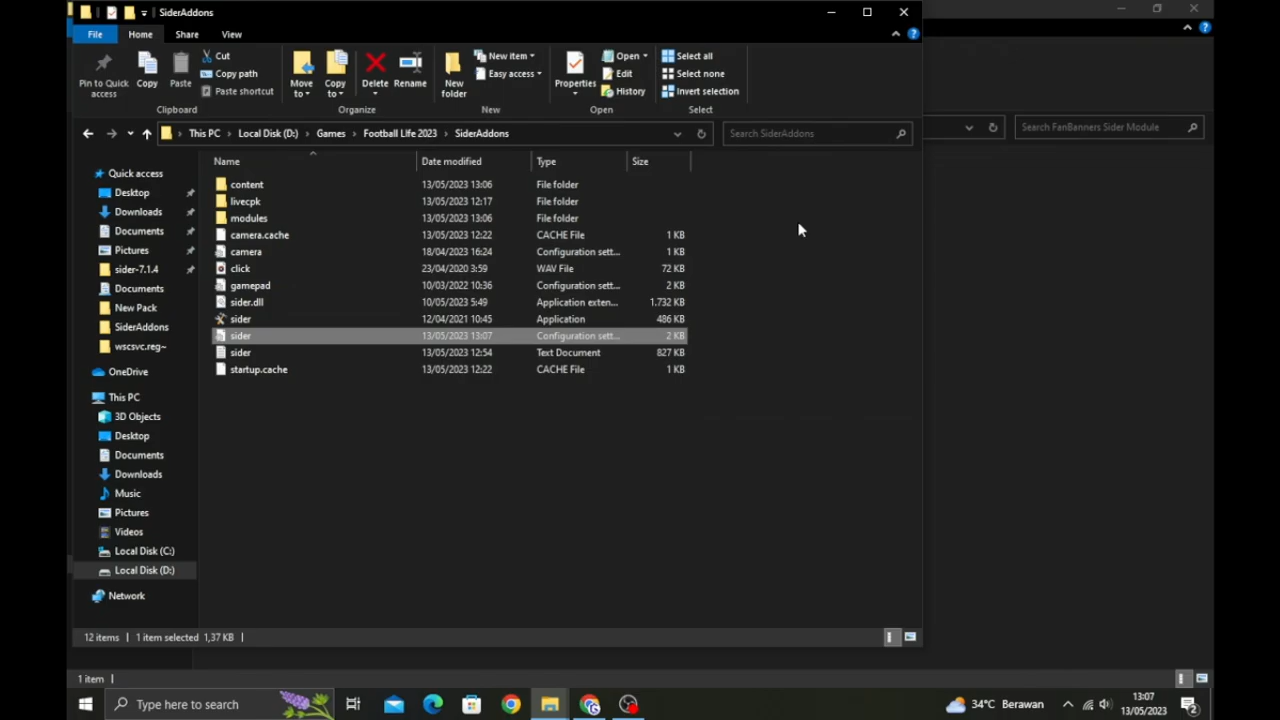 SiderAddons
File
Home
Share
View
Pin to Quick access
Copy
Paste
Cut
Copy path
Paste shortcut
Clipboard
Move to
Copy to
Delete
Rename
Organize
New folder
New item
Easy access
New
Properties
Open
Edit
History
Open
Select all
Select none
Invert selection
Select
This PC > Local Disk (D:) > Games > Football LIfe 2023 > SiderAddons
Search SiderAddons
Search FanBanners Sider Module
Name Date modified Type Size
content 13/05/2023 13:06 File folder
livecpk 13/05/2023 12:17 File folder
modules 13/05/2023 13:06 File folder
camera.cache 13/05/2023 12:22 CACHE File 1 KB
camera 18/04/2023 16:24 Configuration sett... 1 KB
click 23/04/2020 3:59 WAV File 72 KB
gamepad 10/03/2022 10:36 Configuration sett... 2 KB
sider.dll 10/05/2023 5:49 Application exten... 1.732 KB
sider 12/04/2021 10:45 Application 486 KB
sider 13/05/2023 13:07 Configuration sett... 2 KB
sider 13/05/2023 12:54 Text Document 827 KB
startup.cache 13/05/2023 12:22 CACHE File 1 KB
Quick access
Desktop
Downloads
Documents
Pictures
sider-7.1.4
Documents
New Pack
SiderAddons
wscsvc.reg~
OneDrive
This PC
3D Objects
Desktop
Documents
Downloads
Music
Pictures
Videos
Local Disk (C:)
Local Disk (D:)
Network
12 items 1 item selected 1,37 KB
1 item
Type here to search
34°C Berawan
13:07
13/05/2023
2